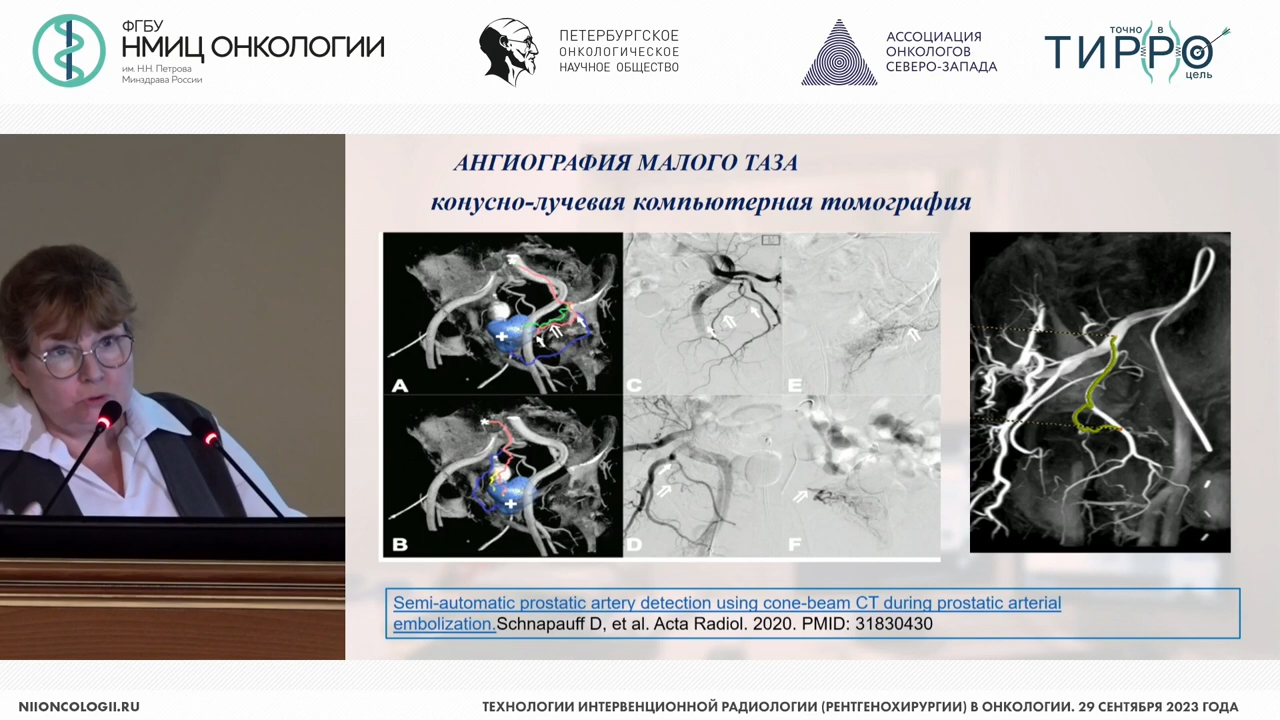 ФГБУ
НМИЦ ОНКОЛОГИИ
им. Н.Н. Петрова
Минздрава России
ПЕТЕРБУРГСКОЕ
ОНКОЛОГИЧЕСКОЕ
НАУЧНОЕ ОБЩЕСТВО
АССОЦИАЦИЯ
ОНКОЛОГОВ
СЕВЕРО-ЗАПАДА
точно в
ТИРРО
цель
АНГИОГРАФИЯ МАЛОГО ТАЗА
конусно-лучевая компьютерная томография
A
C
E
B
D
F
Semi-automatic prostatic artery detection using cone-beam CT during prostatic arterial
embolization.Schnapauff D, et al. Acta Radiol. 2020. PMID: 31830430
NIIONCOLOGII.RU
ТЕХНОЛОГИИ ИНТЕРВЕНЦИОННОЙ РАДИОЛОГИИ (РЕНТГЕНОХИРУРГИИ) В ОНКОЛОГИИ. 29 СЕНТЯБРЯ 2023 ГОДА